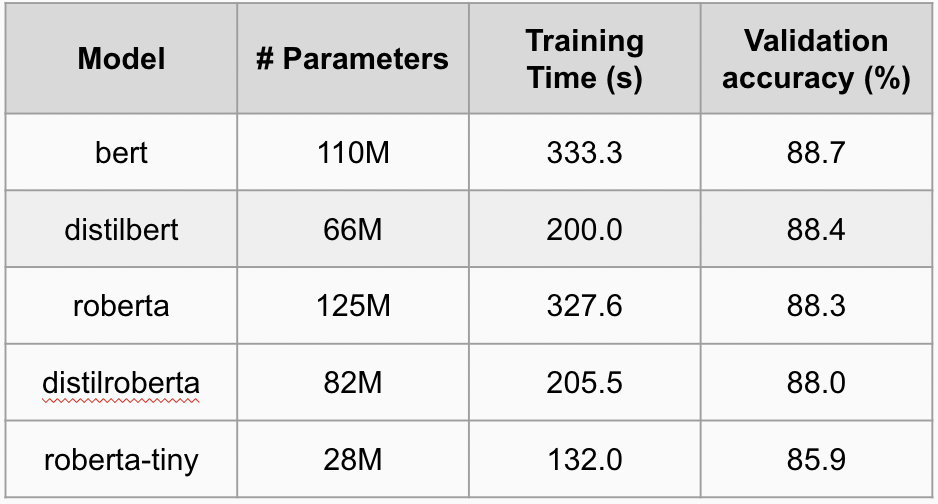 Model # Parameters Training Time (s) Validation accuracy (%)
bert 110M 333.3 88.7
distilbert 66M 200.0 88.4
roberta 125M 327.6 88.3
distilroberta 82M 205.5 88.0
roberta-tiny 28M 132.0 85.9